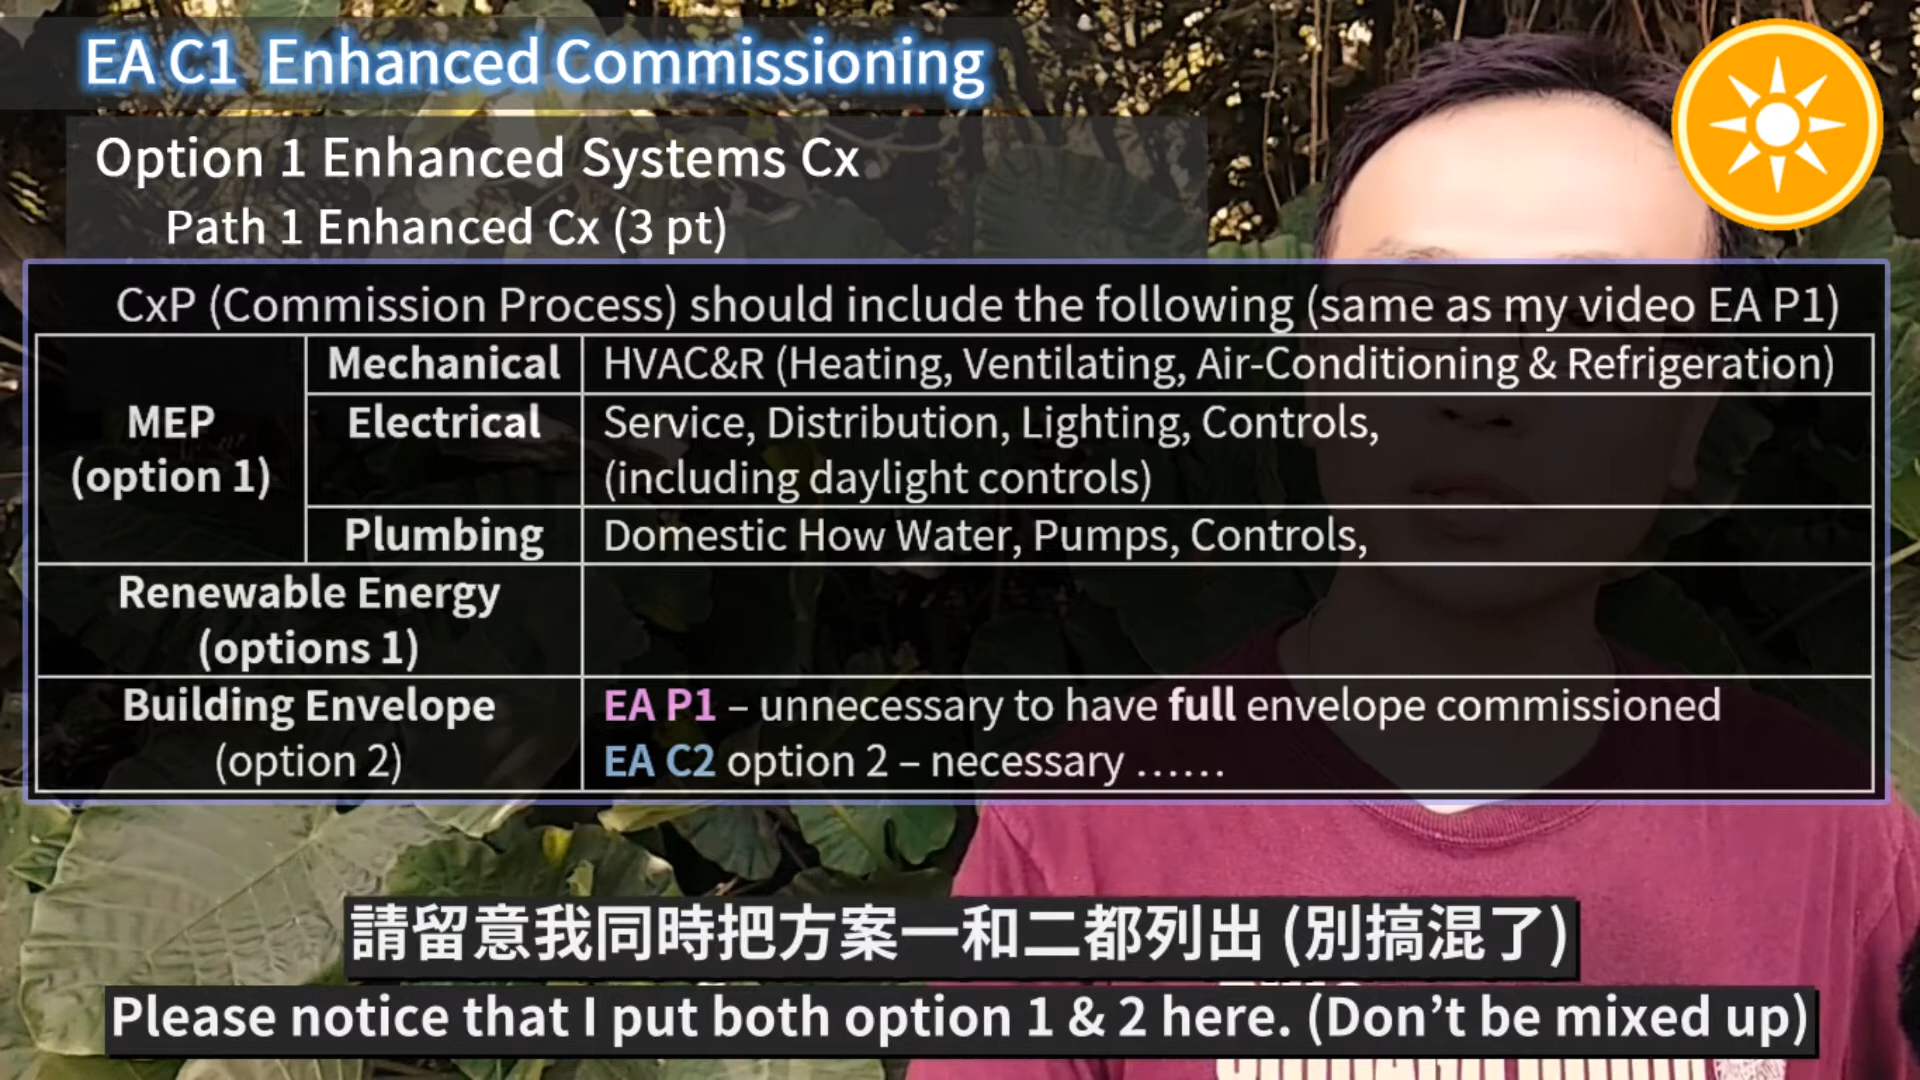 EA C1 Enhanced Commissioning
Option 1 Enhanced Systems Cx
Path 1 Enhanced Cx (3 pt)
CxP (Commission Process) should include the following (same as my video EA P1)
MEP
(option 1)
Mechanical
HVAC&R (Heating, Ventilating, Air-Conditioning & Refrigeration)
Electrical
Service, Distribution, Lighting, Controls,
(including daylight controls)
Plumbing
Domestic How Water, Pumps, Controls,
Renewable Energy
(options 1)
Building Envelope
(option 2)
EA P1 – unnecessary to have full envelope commissioned
EA C2 option 2 – necessary ……
請留意我同時把方案一和二都列出 (別搞混了)
Please notice that I put both option 1 & 2 here. (Don’t be mixed up)